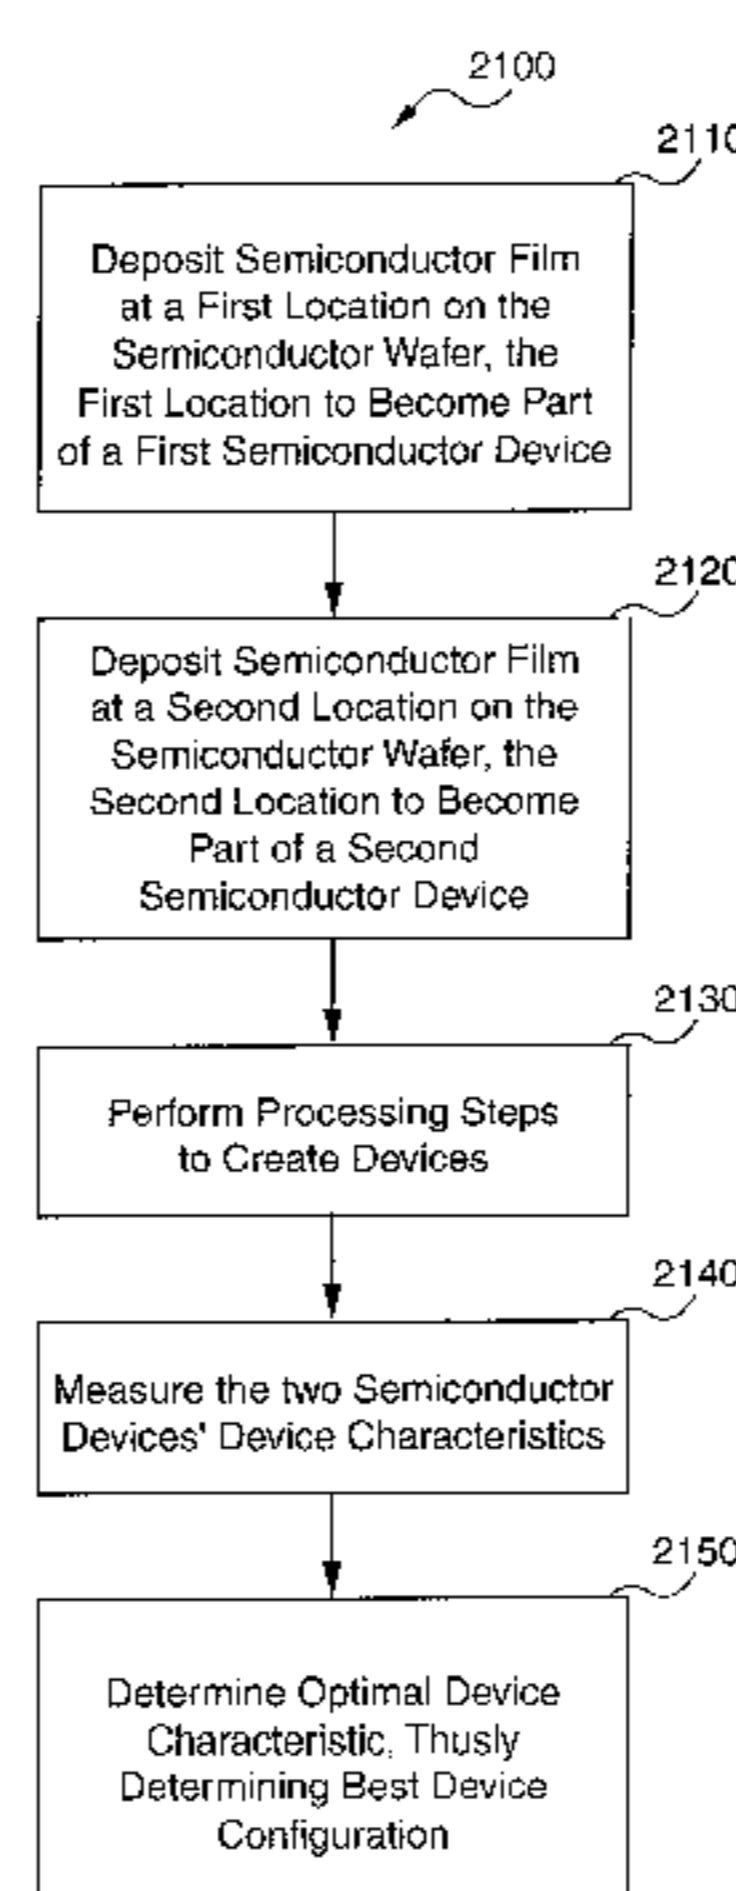 2100
2110
Deposit Semiconductor Film
at a First Location on the
Semiconductor Wafer, the
First Location to Become Part
of a First Semiconductor Device
2120
Deposit Semiconductor Film
at a Second Location on the
Semiconductor Wafer, the
Second Location to Become
Part of a Second
Semiconductor Device
2130
Perform Processing Steps
to Create Devices
2140
Measure the two Semiconductor
Devices' Device Characteristics
2150
Determine Optimal Device
Characteristic, Thusly
Determining Best Device
Configuration